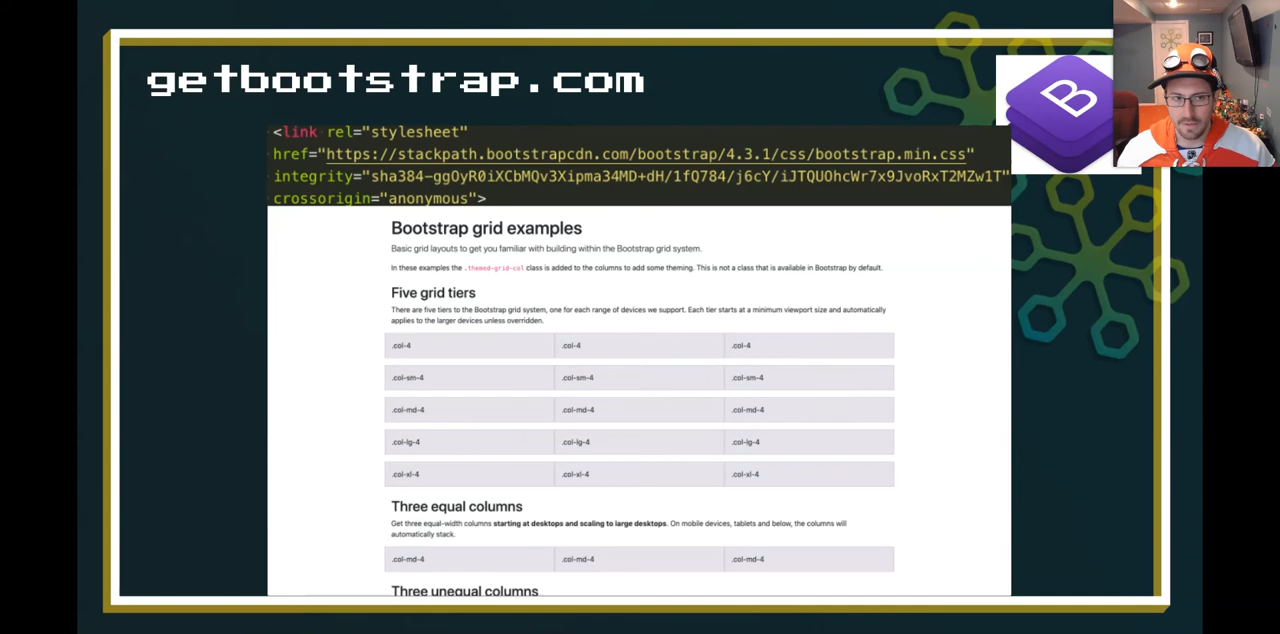 getbootstrap.com
B
<link rel="stylesheet"
href="https://stackpath.bootstrapcdn.com/bootstrap/4.3.1/css/bootstrap.min.css"
integrity="sha384-ggOyR0iXCbMQv3Xipma34MD+dH/1fQ784/j6cY/iJTQUOhcWr7x9JvoRxT2MZw1T"
crossorigin="anonymous">
Bootstrap grid examples
Basic grid layouts to get you familiar with building within the Bootstrap grid system.
In these examples the .themed-grid-col class is added to the columns to add some theming. This is not a class that is available in Bootstrap by default.
Five grid tiers
There are five tiers to the Bootstrap grid system, one for each range of devices we support. Each tier starts at a minimum viewport size and automatically
applies to the larger devices unless overridden.
.col-4 .col-4 .col-4
.col-sm-4 .col-sm-4 .col-sm-4
.col-md-4 .col-md-4 .col-md-4
.col-lg-4 .col-lg-4 .col-lg-4
.col-xl-4 .col-xl-4 .col-xl-4
Three equal columns
Get three equal-width columns starting at desktops and scaling to large desktops. On mobile devices, tablets and below, the columns will
automatically stack.
.col-md-4 .col-md-4 .col-md-4
Three unequal columns